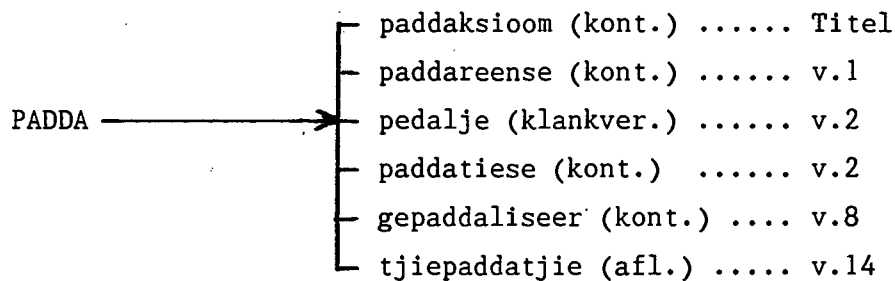 paddaksioom (kont.) ...... Titel
paddareense (kont.) ...... v.1
PADDA pedalje (klankver.) ...... v.2
paddatiese (kont.) ...... v.2
gepaddaliseer (kont.) .... v.8
tjiepaddatjie (afl.) ..... v.14